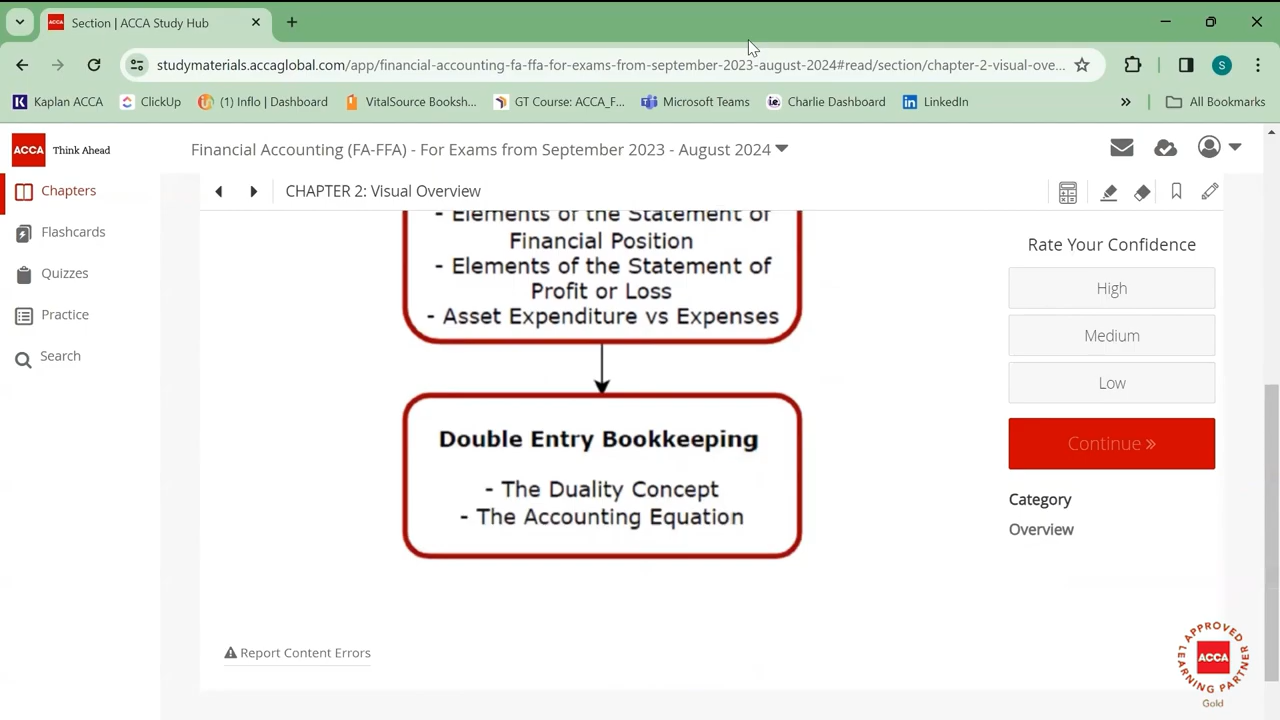 Section | ACCA Study Hub
studymaterials.accaglobal.com/app/financial-accounting-fa-ffa-for-exams-from-september-2023-august-2024#read/section/chapter-2-visual-ove...
S
Kaplan ACCA
ClickUp
(1) Inflo | Dashboard
VitalSource Booksh...
GT Course: ACCA_F...
Microsoft Teams
Charlie Dashboard
LinkedIn
All Bookmarks
ACCA Think Ahead
Financial Accounting (FA-FFA) - For Exams from September 2023 - August 2024
Chapters
Flashcards
Quizzes
Practice
Search
CHAPTER 2: Visual Overview
- Elements of the Statement of
Financial Position
- Elements of the Statement of
Profit or Loss
- Asset Expenditure vs Expenses
Double Entry Bookkeeping
- The Duality Concept
- The Accounting Equation
Report Content Errors
Rate Your Confidence
High
Medium
Low
Continue »
Category
Overview
APPROVED
ACCA
LEARNING PARTNER
Gold